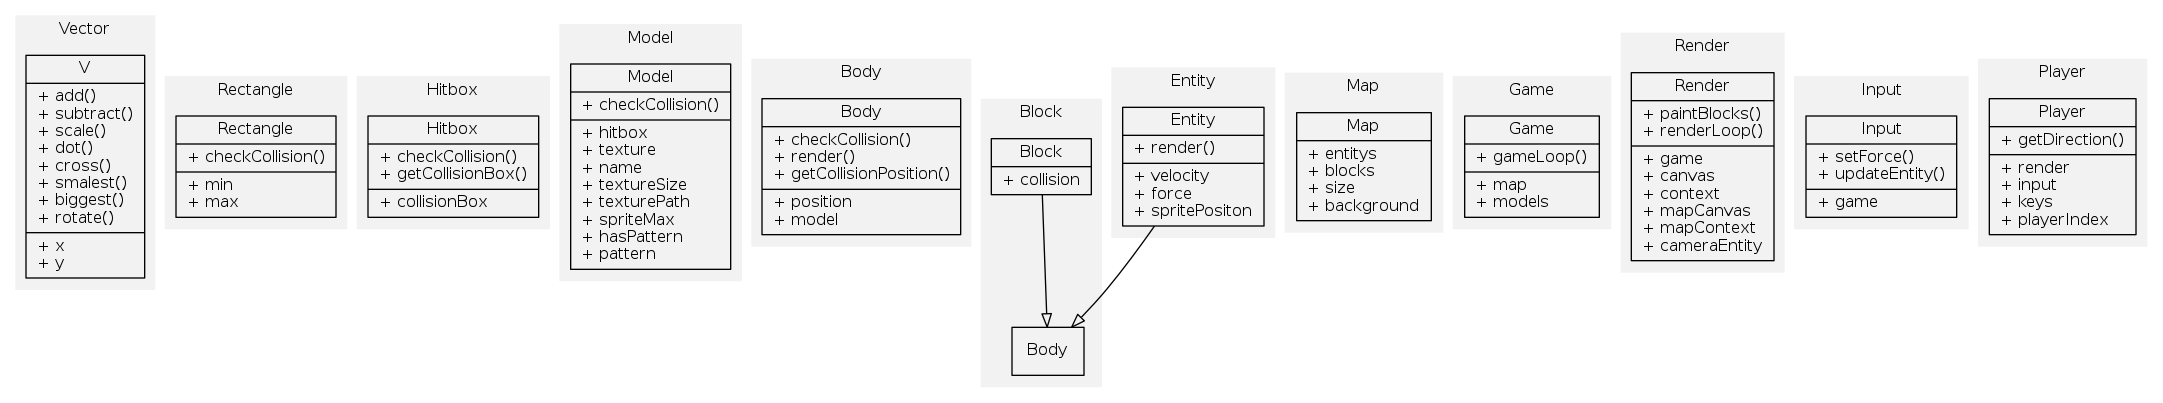 Vector
V
+ add()
+ subtract()
+ scale()
+ dot()
+ cross()
+ smalest()
+ biggest()
+ rotate()
+ x
+ y
Rectangle
Rectangle
+ checkCollision()
+ min
+ max
Hitbox
Hitbox
+ checkCollision()
+ getCollisionBox()
+ collisionBox
Model
Model
+ checkCollision()
+ hitbox
+ texture
+ name
+ textureSize
+ texturePath
+ spriteMax
+ hasPattern
+ pattern
Body
Body
+ checkCollision()
+ render()
+ getCollisionPosition()
+ position
+ model
Block
Block
+ collision
Body
Entity
Entity
+ render()
+ velocity
+ force
+ spritePositon
Map
Map
+ entitys
+ blocks
+ size
+ background
Game
Game
+ gameLoop()
+ map
+ models
Render
Render
+ paintBlocks()
+ renderLoop()
+ game
+ canvas
+ context
+ mapCanvas
+ mapContext
+ cameraEntity
Input
Input
+ setForce()
+ updateEntity()
+ game
Player
Player
+ getDirection()
+ render
+ input
+ keys
+ playerIndex